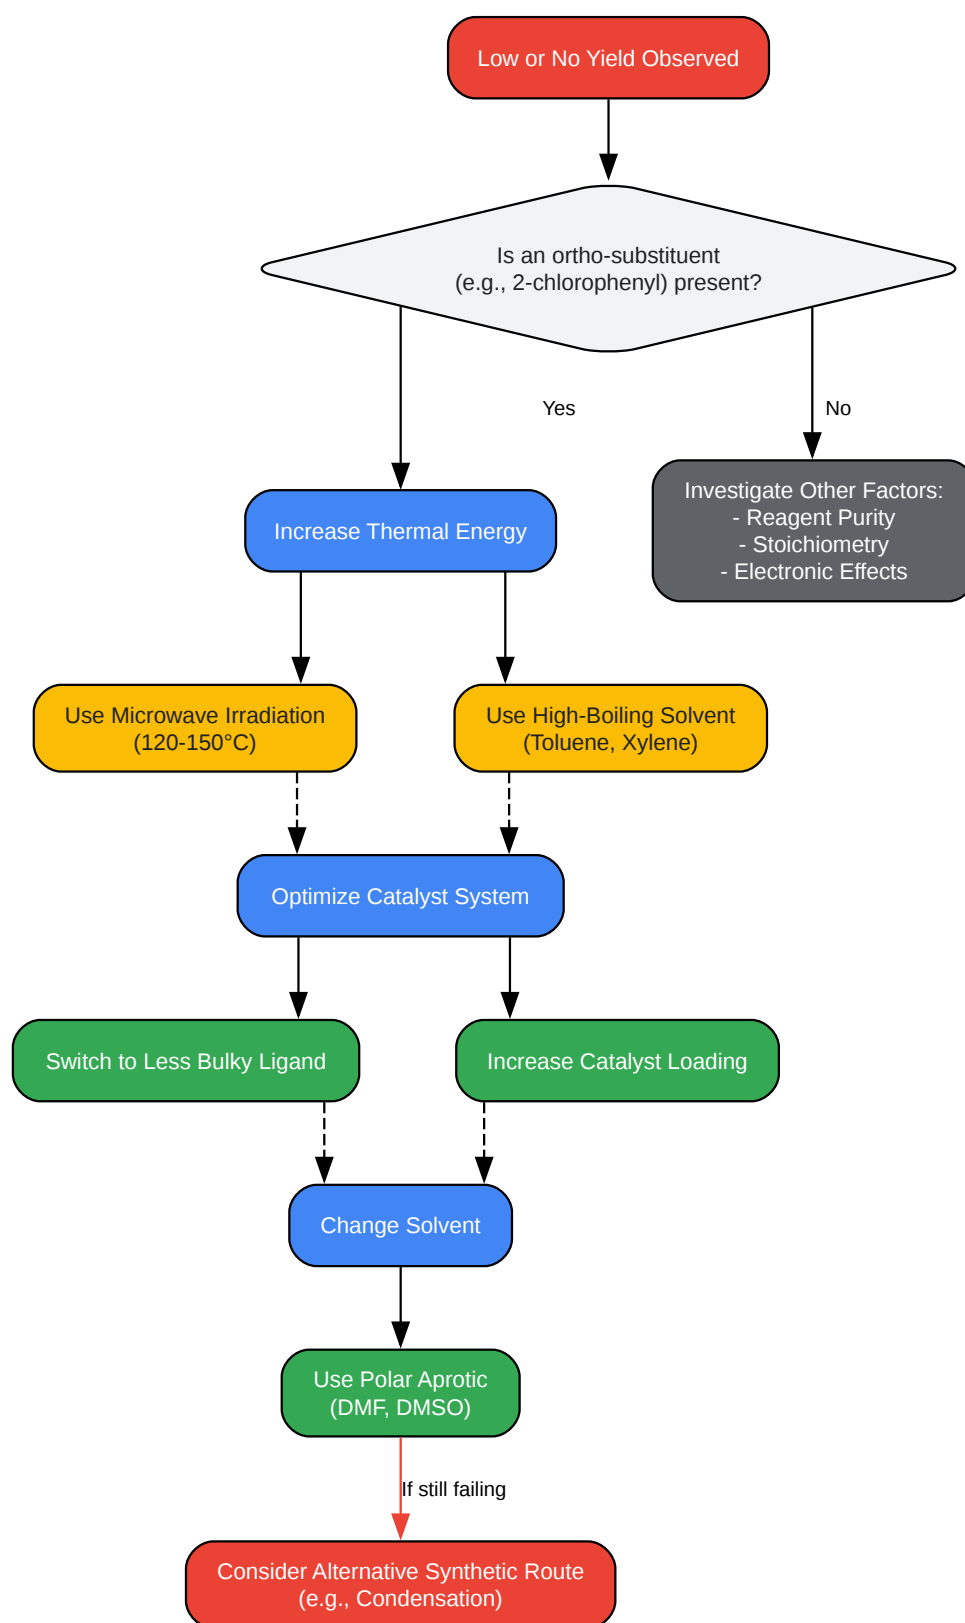 Low or No Yield Observed
Is an ortho-substituent
(e.g., 2-chlorophenyl) present?
Yes
No
Investigate Other Factors:
- Reagent Purity
- Stoichiometry
- Electronic Effects
Increase Thermal Energy
Use Microwave Irradiation
(120-150°C)
Use High-Boiling Solvent
(Toluene, Xylene)
Optimize Catalyst System
Switch to Less Bulky Ligand
Increase Catalyst Loading
Change Solvent
Use Polar Aprotic
(DMF, DMSO)
If still failing
Consider Alternative Synthetic Route
(e.g., Condensation)